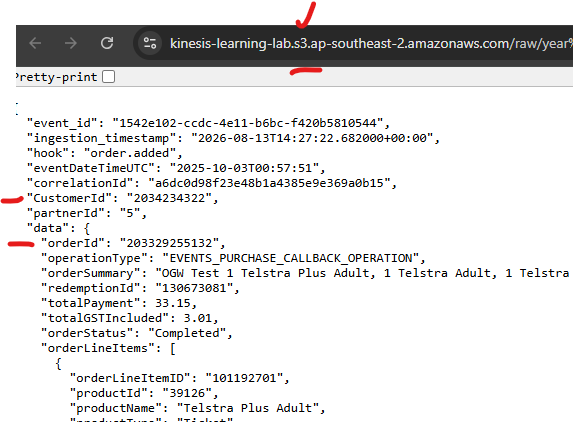 kinesis-learning-lab.s3.ap-southeast-2.amazonaws.com/raw/year%
Pretty-print
"event_id": "1542e102-ccdc-4e11-b6bc-f420b5810544",
"ingestion_timestamp": "2026-08-13T14:27:22.682000+00:00",
"hook": "order.added",
"eventDateTimeUTC": "2025-10-03T00:57:51",
"correlationId": "a6dc0d98f23e48b1a4385e9e369a0b15",
"CustomerId": "2034234322",
"partnerId": "5",
"data": {
"orderId": "203329255132",
"operationType": "EVENTS_PURCHASE_CALLBACK_OPERATION",
"orderSummary": "OGW Test 1 Telstra Plus Adult, 1 Telstra Adult, 1 Telstra
"redemptionId": "130673081",
"totalPayment": 33.15,
"totalGSTIncluded": 3.01,
"orderStatus": "Completed",
"orderLineItems": [
{
"orderLineItemID": "101192701",
"productId": "39126",
"productName": "Telstra Plus Adult",
"productType": "Ticket",